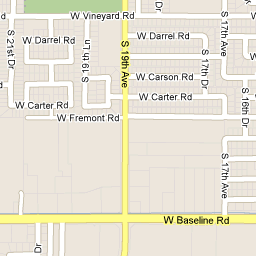 W Vineyard Rd
W Darrel Rd
W Darrel Rd
S 21st Dr
S 19th Ln
S 19th Ave
S 17th Ave
S 17th Dr
W Carson Rd
W Carter Rd
W Carter Rd
S 16th Dr
W Fremont Rd
S 17th Ave
W Baseline Rd